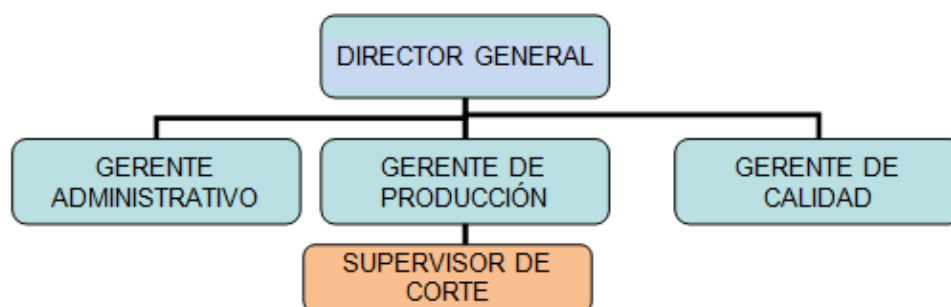 DIRECTOR GENERAL
GERENTE
ADMINISTRATIVO
GERENTE DE
PRODUCCIÓN
GERENTE DE
CALIDAD
SUPERVISOR DE
CORTE